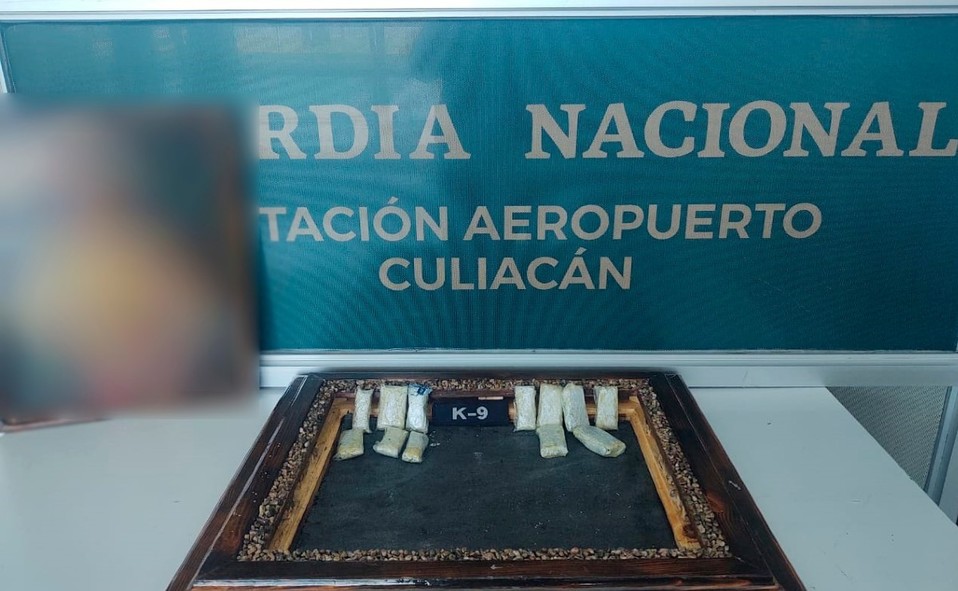 RDIA NACIONAL
TACIÓN AEROPUERTO
CULIACÁN
K-9